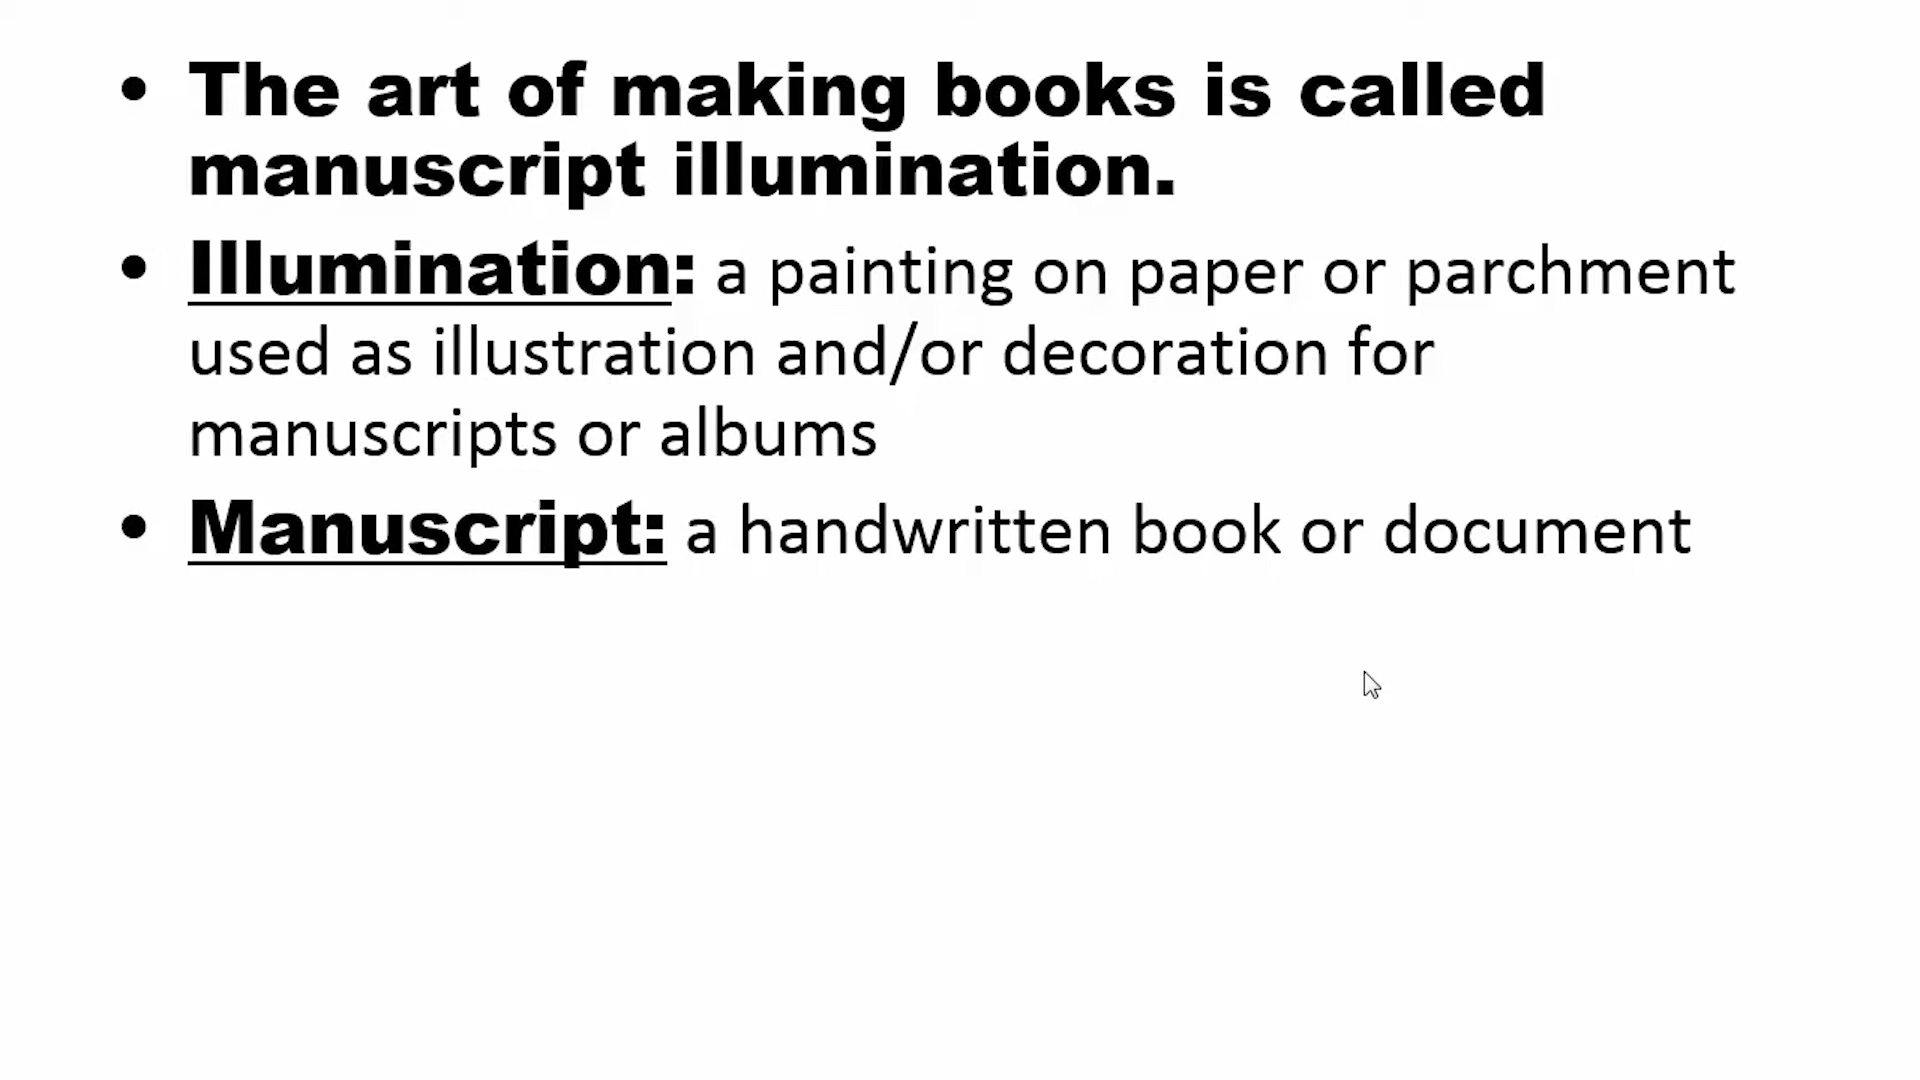 • The art of making books is called
manuscript illumination.
• Illumination: a painting on paper or parchment
used as illustration and/or decoration for
manuscripts or albums
• Manuscript: a handwritten book or document